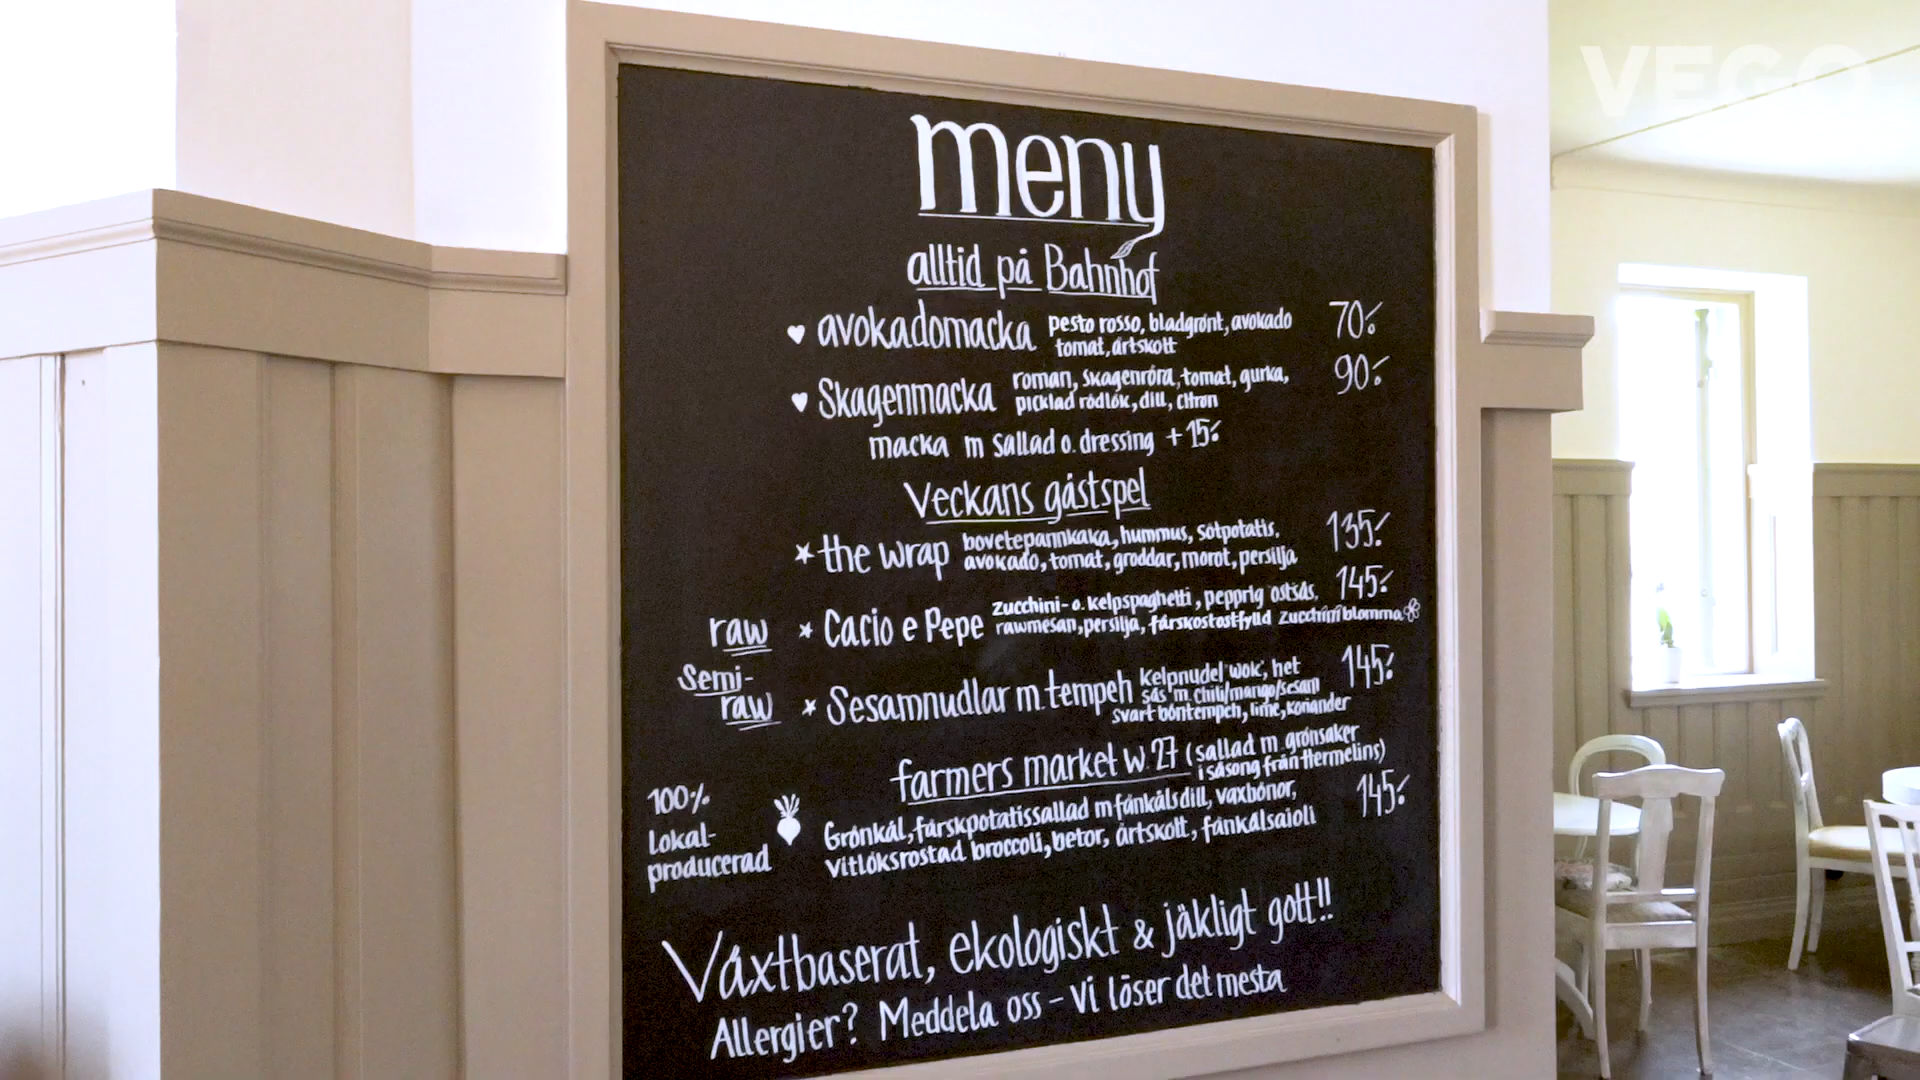 VEGO
meny
alltid på Bahnhof
♥ avokadomacka pesto rosso, bladgrönt, avokado 70:-
tomat, ärtskott
♥ Skagenmacka roman, skagenröra, tomat, gurka, 90:-
picklad rödlök, dill, citron
macka m sallad o. dressing +15:-
Veckans gästspel
* the wrap bovetepannkaka, hummus, sötpotatis, 135:-
avokado, tomat, groddar, morot, persilja
raw * Cacio e Pepe zucchini- o. kelpspaghetti, pepprig ostsås, 145:-
rawmesan, persilja, färskostostfylld zucchiniblomma
Semi-
raw * Sesamnudlar m. tempeh kelpnudel wok, het 145:-
sås m. chili/mango/sesam
svart böntempeh, lime, koriander
farmers market w. 27 (sallad m. grönsaker
i säsong från Hermelins)
100%
Lokal-
producerad
Grönkål, färskpotatissallad m fänkålsdill, vaxbönor, 145:-
vitlöksrostad broccoli, betor, ärtskott, fänkålsaioli
Växtbaserat, ekologiskt & jäkligt gott!!
Allergier? Meddela oss - vi löser det mesta